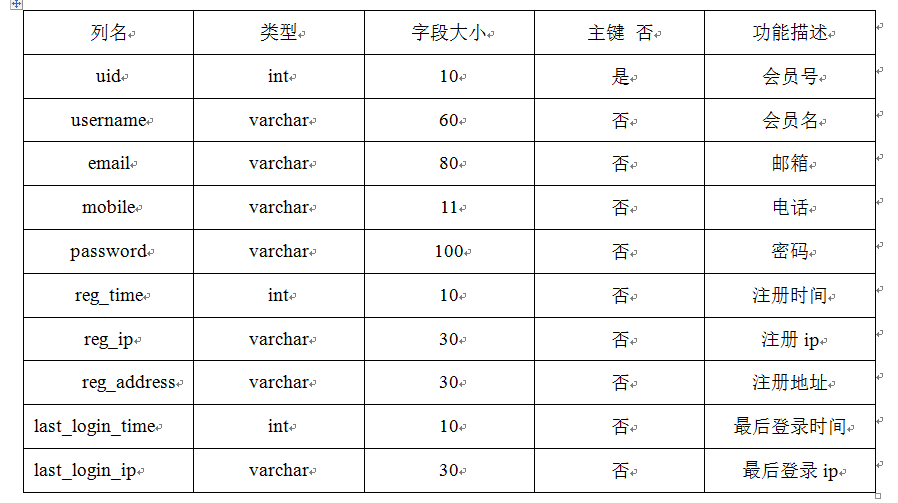 列名 类型 字段大小 主键 否 功能描述
uid int 10 是 会员号
username varchar 60 否 会员名
email varchar 80 否 邮箱
mobile varchar 11 否 电话
password varchar 100 否 密码
reg_time int 10 否 注册时间
reg_ip varchar 30 否 注册 ip
reg_address varchar 30 否 注册地址
last_login_time int 10 否 最后登录时间
last_login_ip varchar 30 否 最后登录 ip